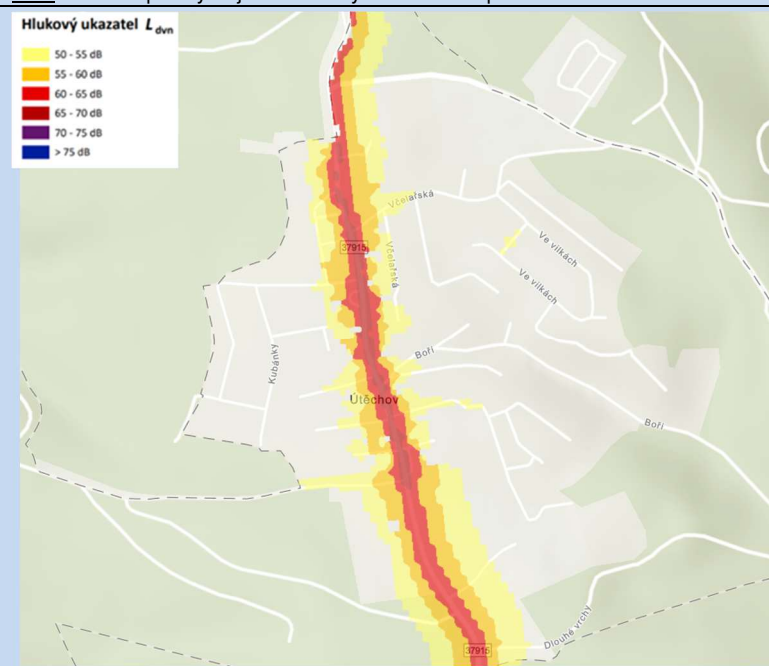 Hlukový ukazatel L dvn
50 - 55 dB
55 - 60 dB
60 - 65 dB
65 - 70 dB
70 - 75 dB
> 75 dB
Včelařská
37915
Včelařská
Ve vilkách
Ve vilkách
Kubánky
Boří
Útěchov
Boří
Dlouhé vrchy
37915